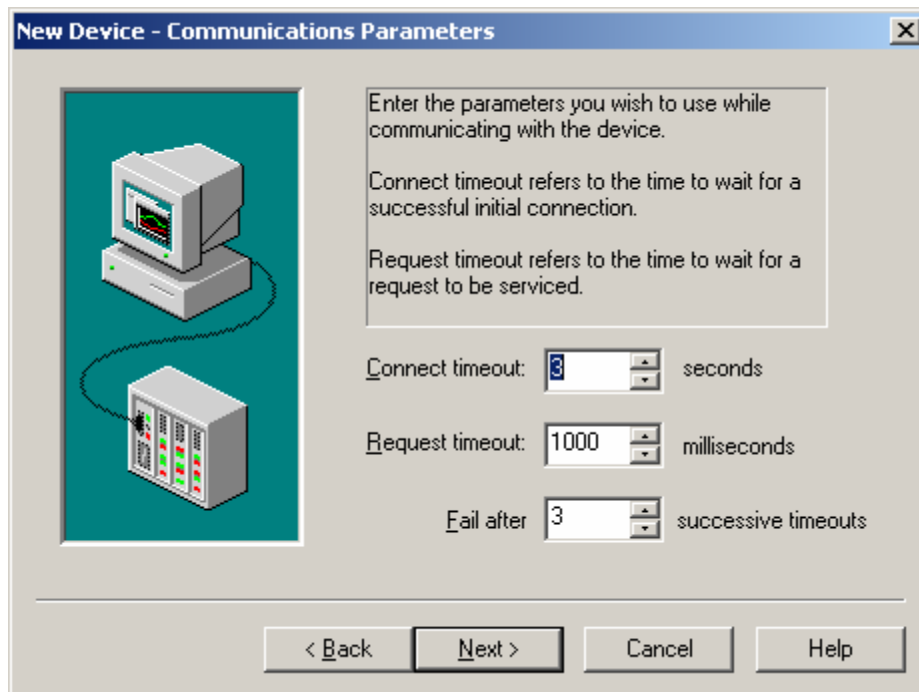 New Device - Communications Parameters
Enter the parameters you wish to use while
communicating with the device.
Connect timeout refers to the time to wait for a
successful initial connection.
Request timeout refers to the time to wait for a
request to be serviced.
Connect timeout: 3 seconds
Request timeout: 1000 milliseconds
Fail after 3 successive timeouts
< Back Next > Cancel Help